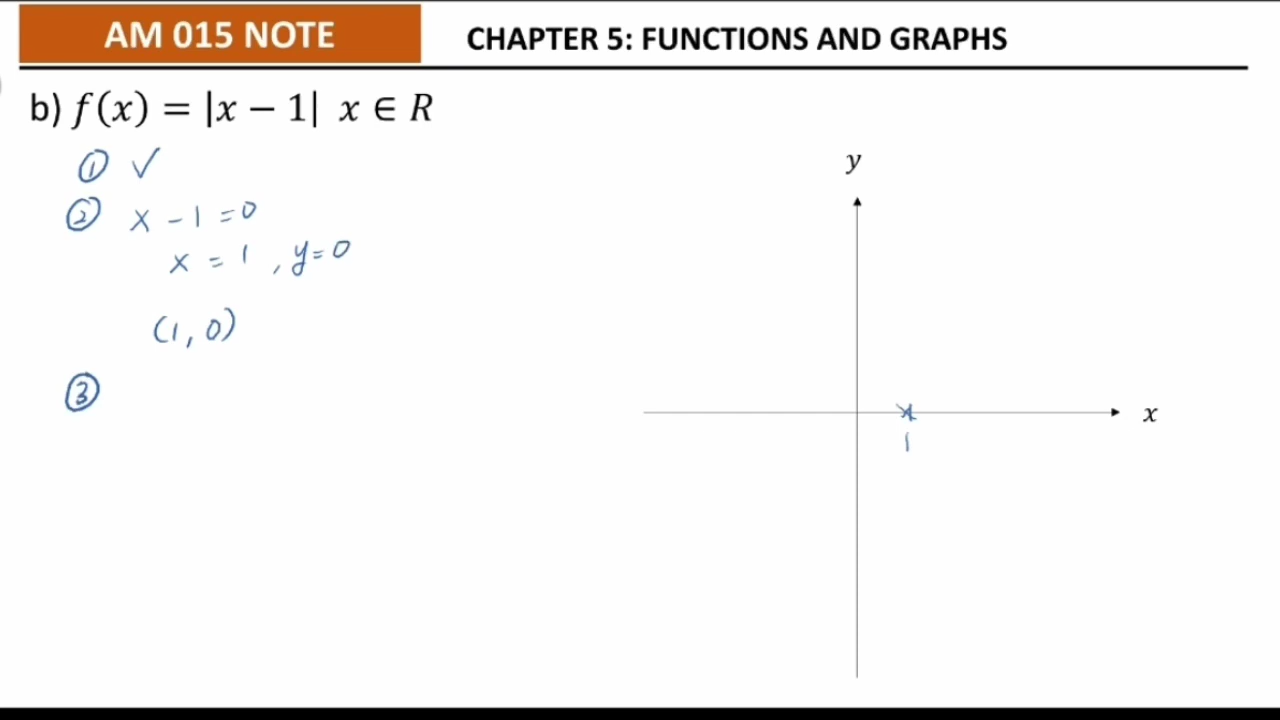 AM 015 NOTE
CHAPTER 5: FUNCTIONS AND GRAPHS
b) f(x) = |x − 1| x ∈ R
① ✓
② x − 1 = 0
x = 1 , y = 0
(1, 0)
③
y
x
1